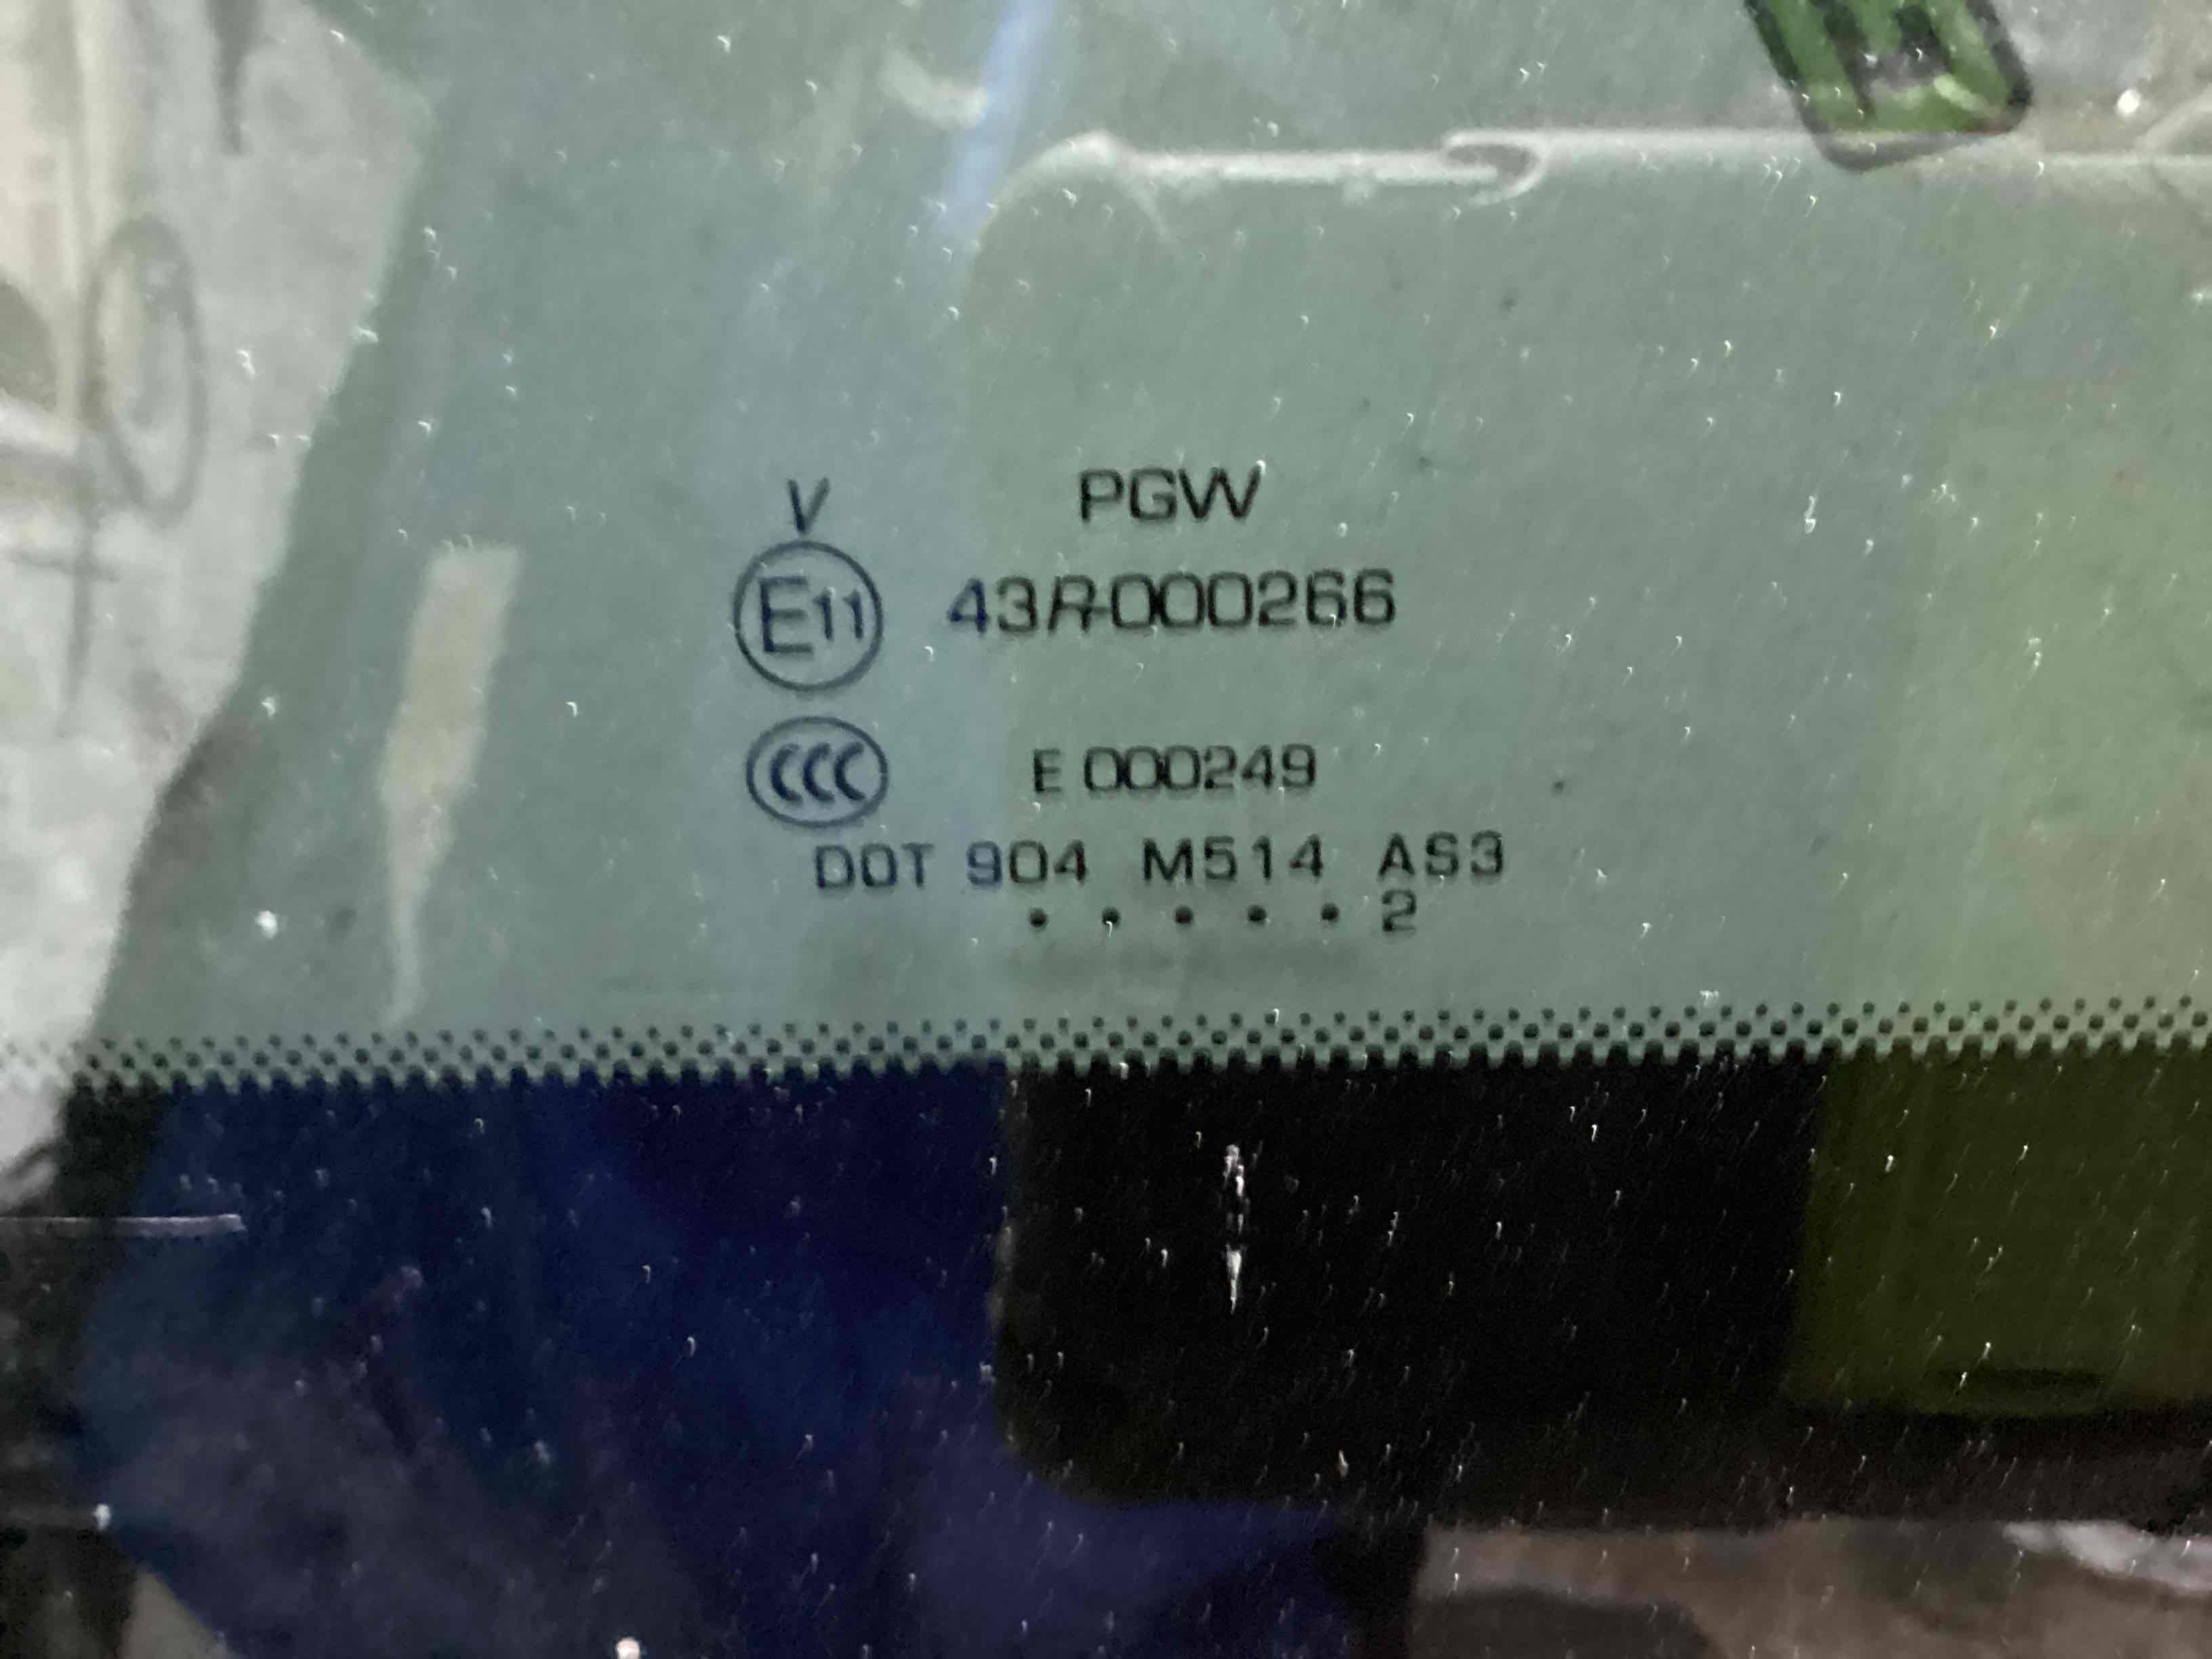 V PGW
E11 43R-000266
CCC E 000249
DOT 904 M514 AS3
. . . . . 2